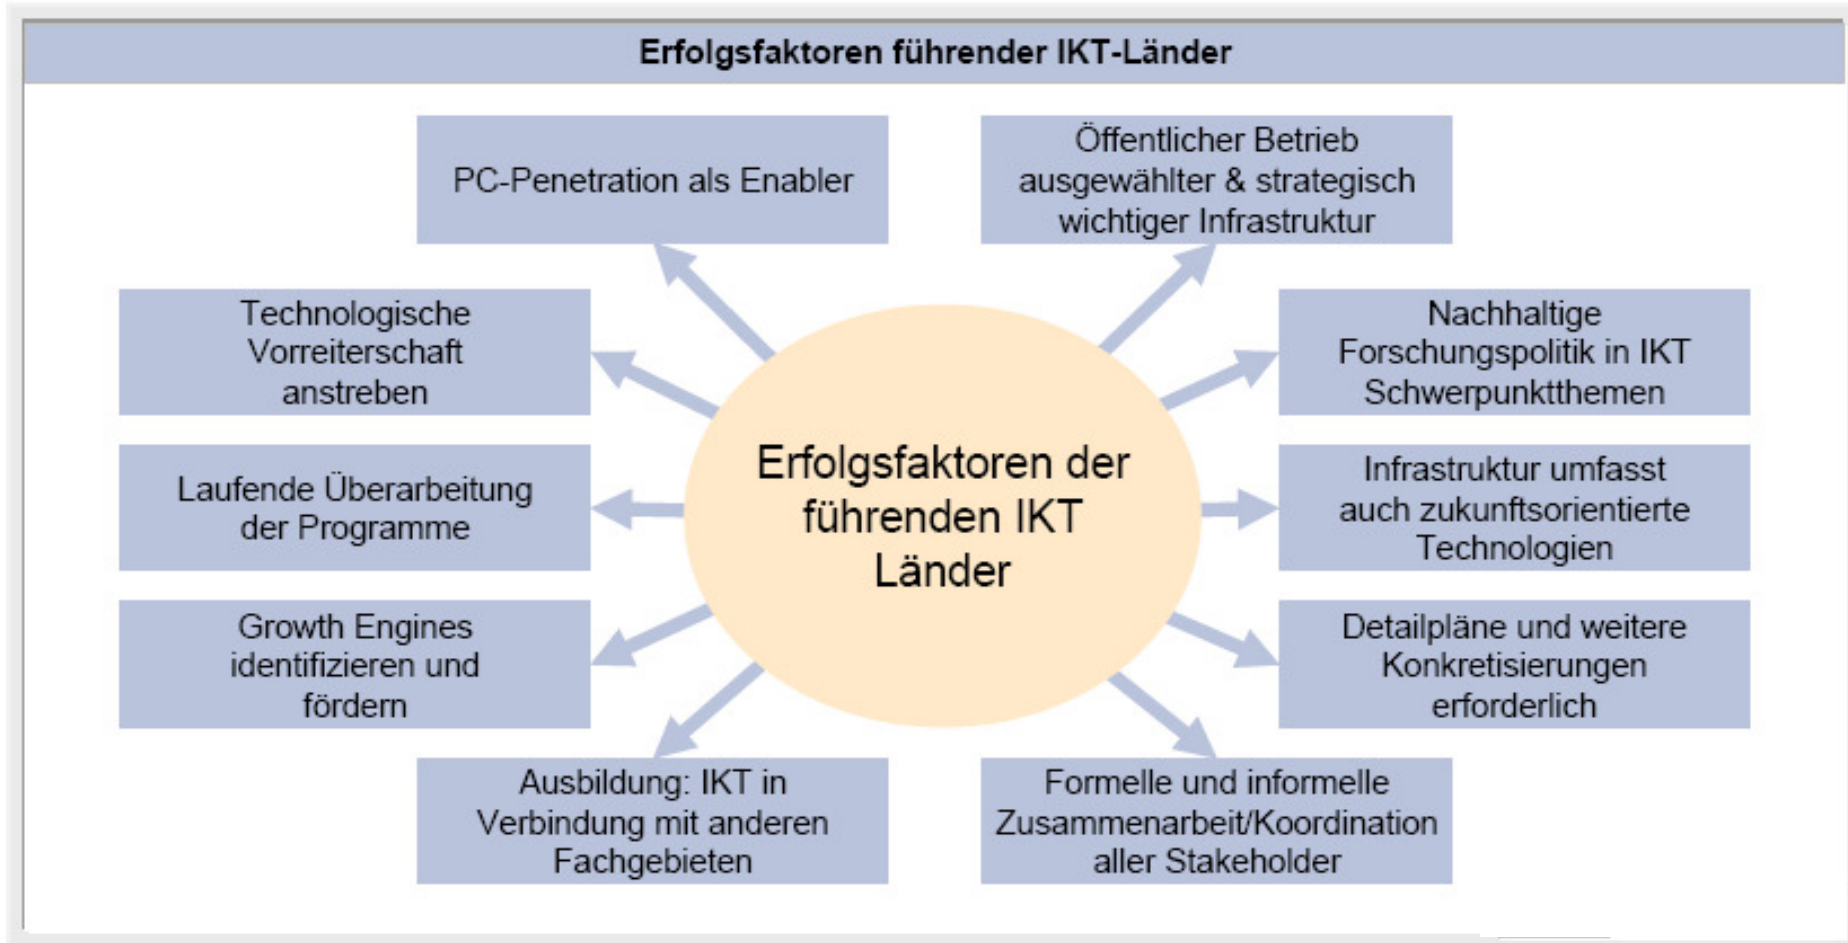 Erfolgsfaktoren führender IKT-Länder
PC-Penetration als Enabler
Öffentlicher Betrieb
ausgewählter & strategisch
wichtiger Infrastruktur
Technologische
Vorreiterschaft
anstreben
Nachhaltige
Forschungspolitik in IKT
Schwerpunktthemen
Erfolgsfaktoren der
führenden IKT
Länder
Laufende Überarbeitung
der Programme
Infrastruktur umfasst
auch zukunftsorientierte
Technologien
Growth Engines
identifizieren und
fördern
Detailpläne und weitere
Konkretisierungen
erforderlich
Ausbildung: IKT in
Verbindung mit anderen
Fachgebieten
Formelle und informelle
Zusammenarbeit/Koordination
aller Stakeholder